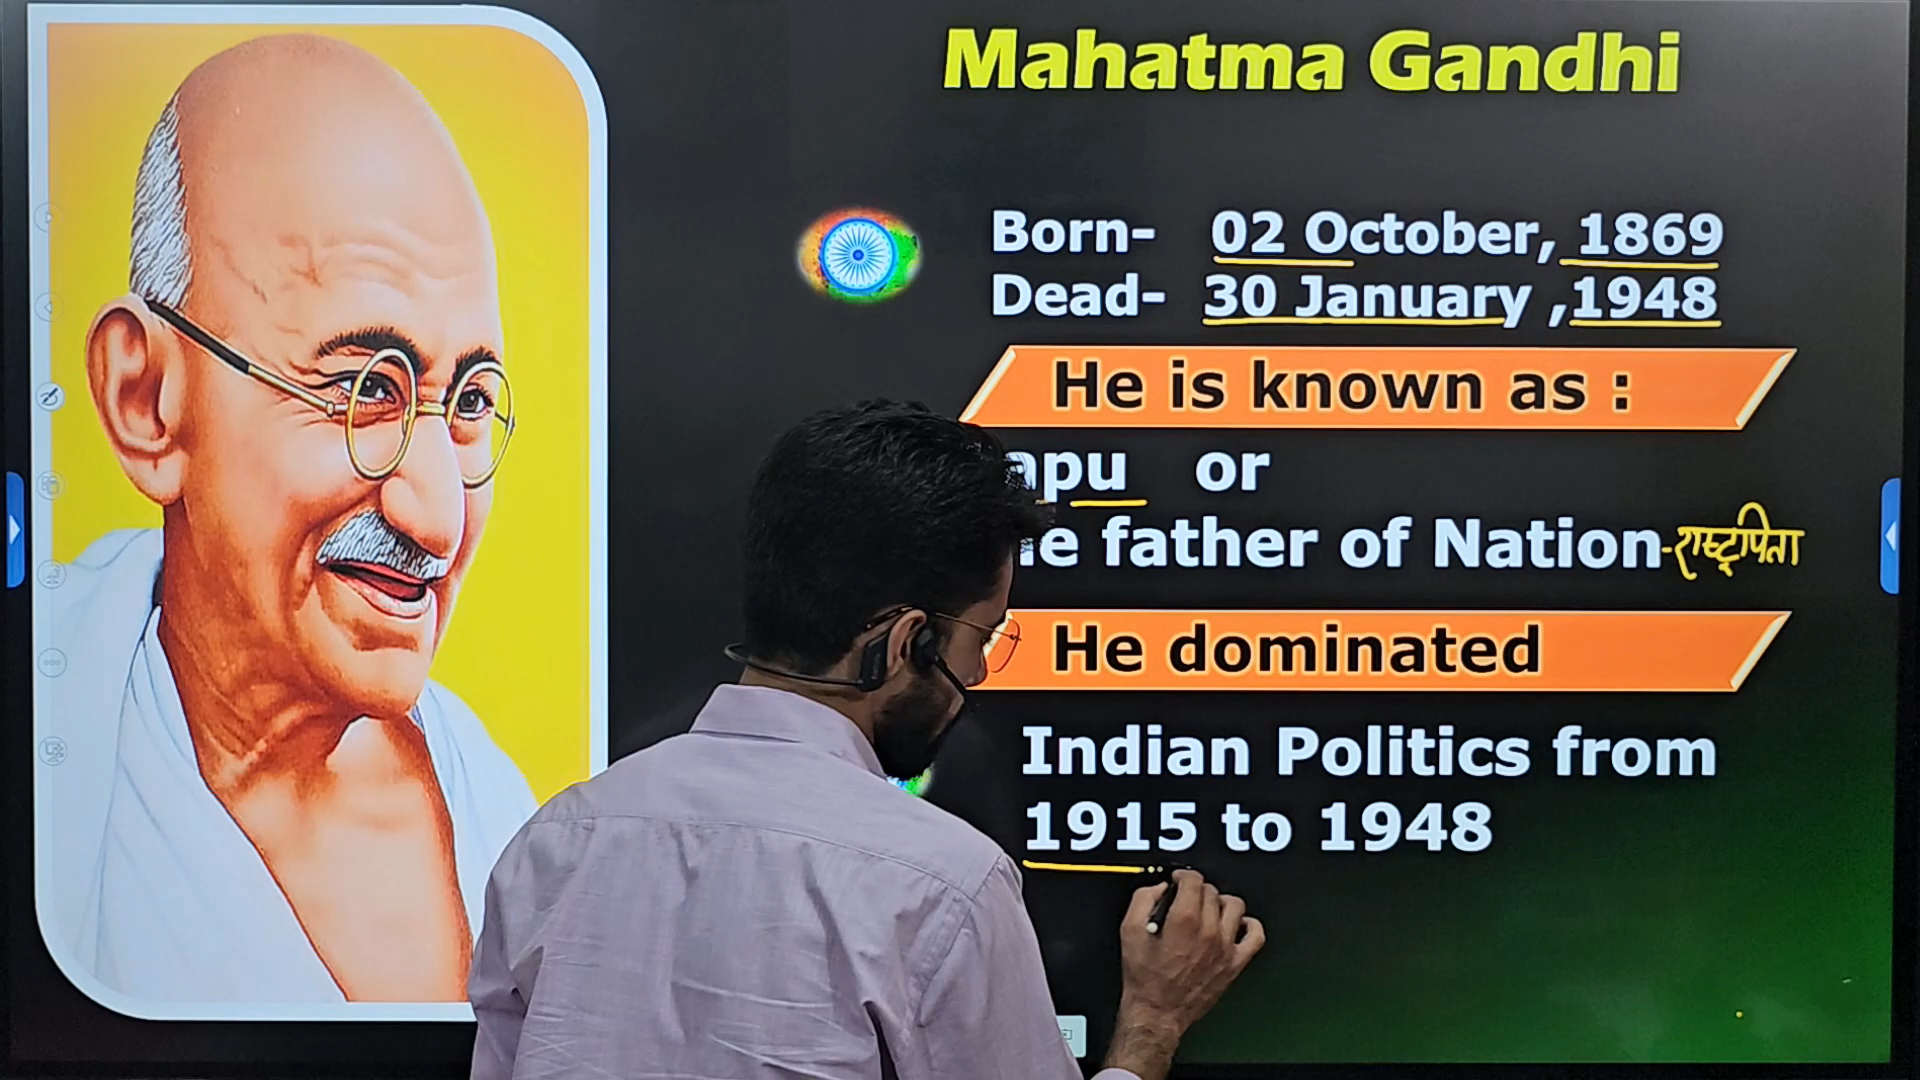 Mahatma Gandhi
Born- 02 October, 1869
Dead- 30 January ,1948
He is known as :
apu or
e father of Nation-राष्ट्रपिता
He dominated
Indian Politics from
1915 to 1948